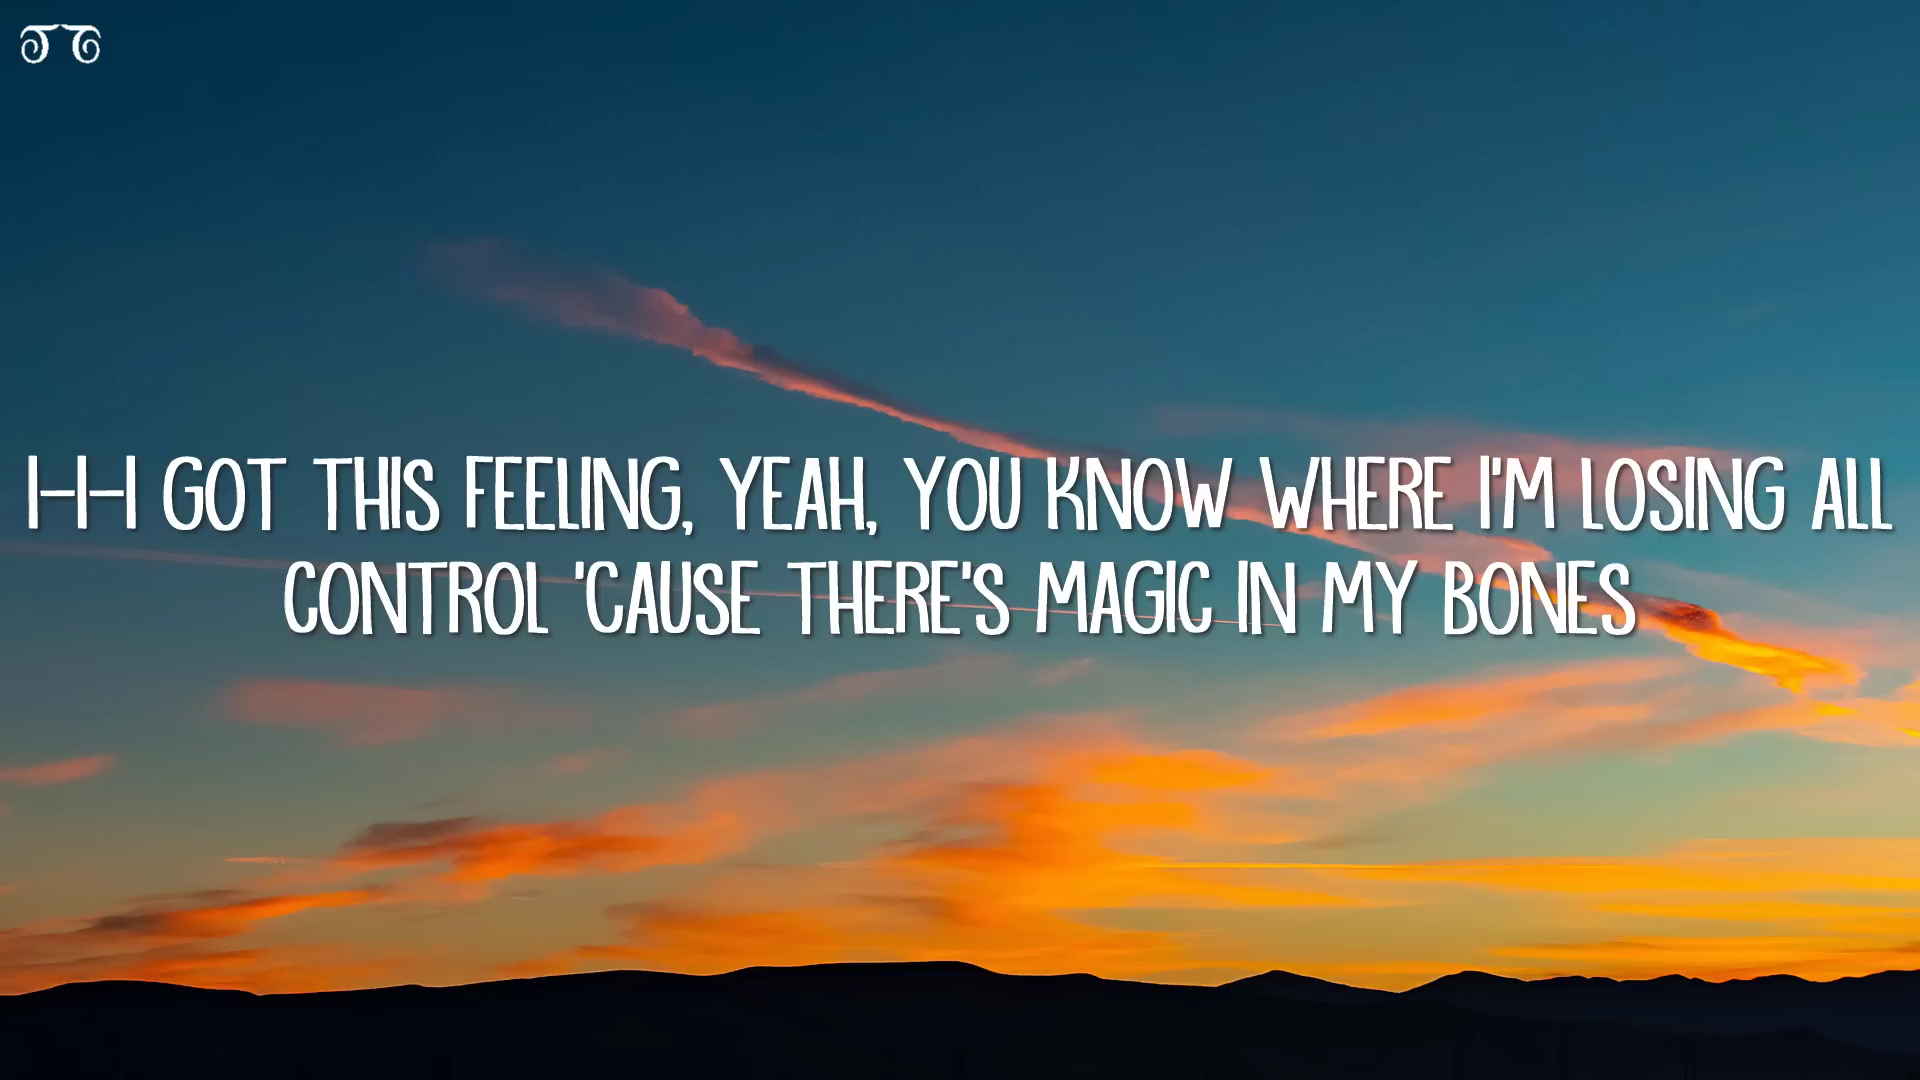 I-I-I GOT THIS FEELING, YEAH, YOU KNOW WHERE I'M LOSING ALL
CONTROL 'CAUSE THERE'S MAGIC IN MY BONES